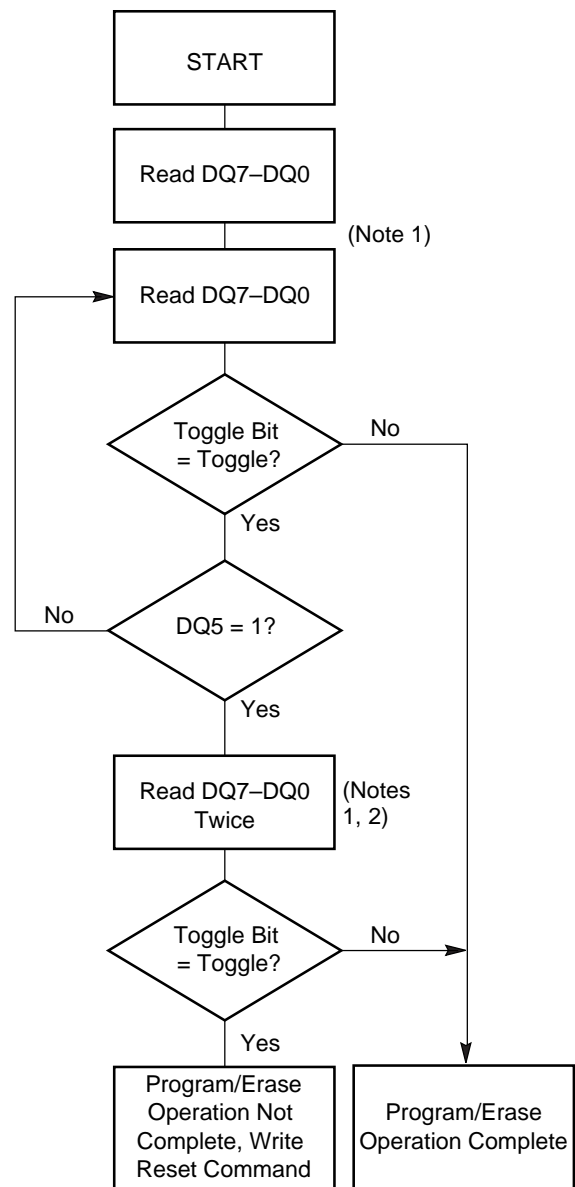 START
Read DQ7–DQ0
(Note 1)
Read DQ7–DQ0
Toggle Bit
= Toggle?
No
Yes
No
DQ5 = 1?
Yes
Read DQ7–DQ0
Twice
(Notes
1, 2)
Toggle Bit
= Toggle?
No
Yes
Program/Erase
Operation Not
Complete, Write
Reset Command
Program/Erase
Operation Complete